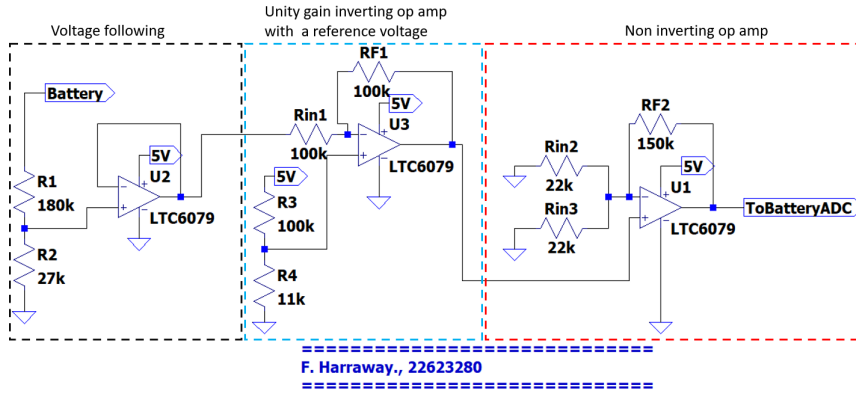 Voltage following
Unity gain inverting op amp
with a reference voltage
Non inverting op amp
Battery
R1
180k
R2
27k
5V
U2
LTC6079
Rin1
100k
RF1
100k
5V
U3
LTC6079
5V
R3
100k
R4
11k
Rin2
22k
Rin3
22k
RF2
150k
5V
U1
LTC6079
ToBatteryADC
====================================
F. Harraway., 22623280
====================================